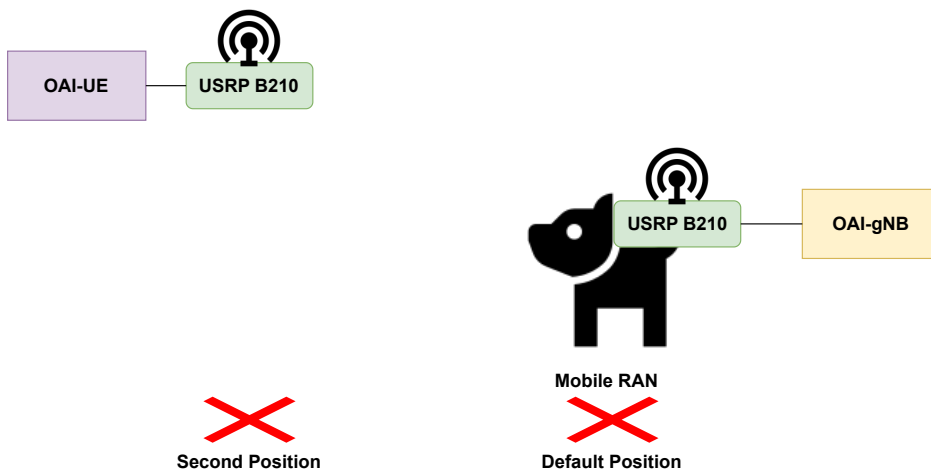 OAI-UE
USRP B210
USRP B210
OAI-gNB
Mobile RAN
Second Position
Default Position